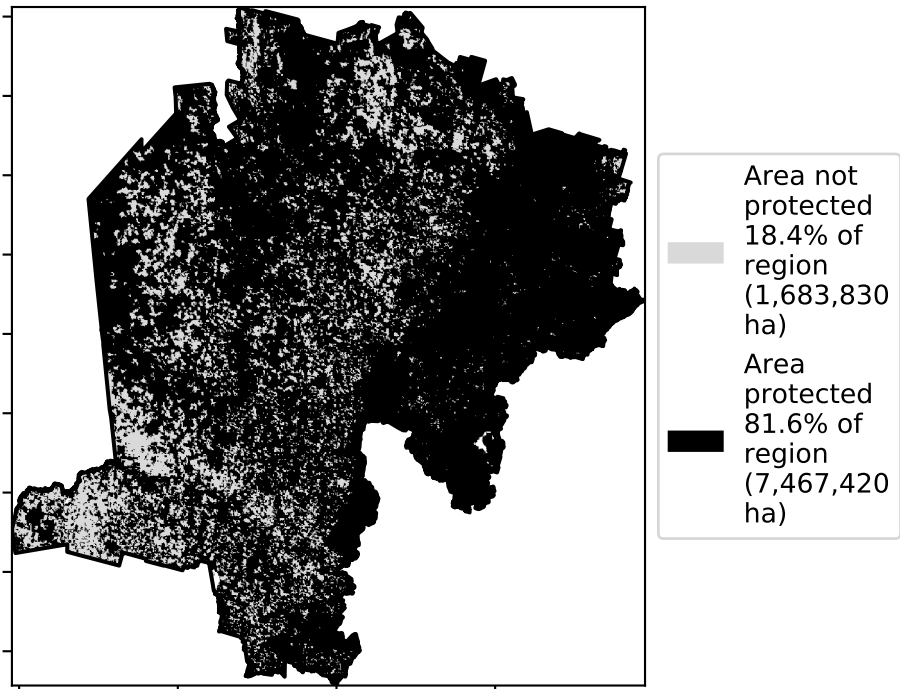 Area not
protected
18.4% of
region
(1,683,830
ha)
Area
protected
81.6% of
region
(7,467,420
ha)